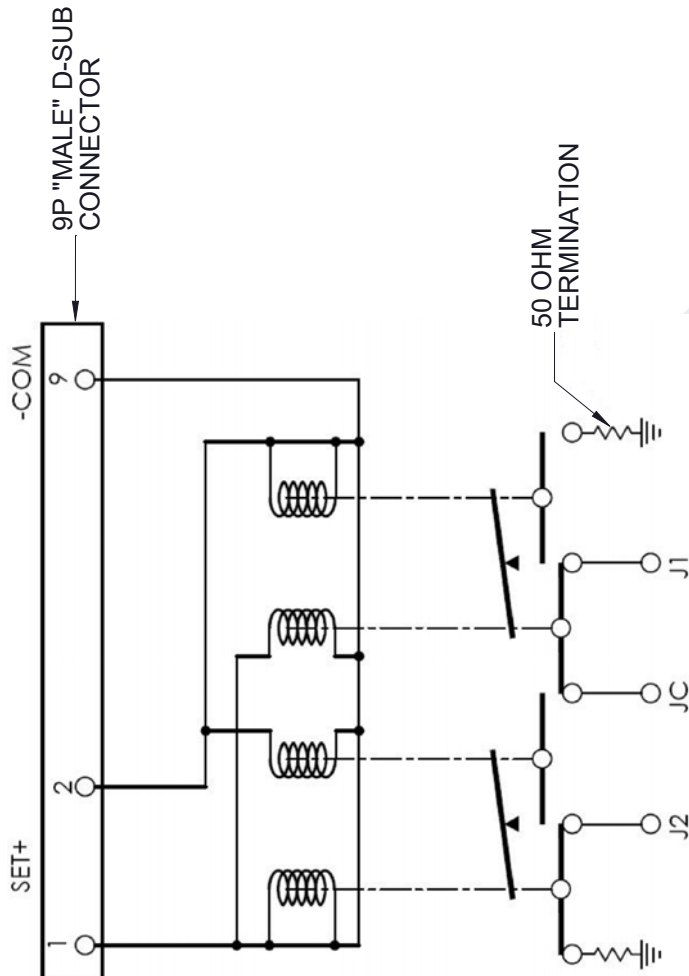 9P "MALE" D-SUB
CONNECTOR
SET+
-COM
1
2
9
50 OHM
TERMINATION
J2
JC
J1